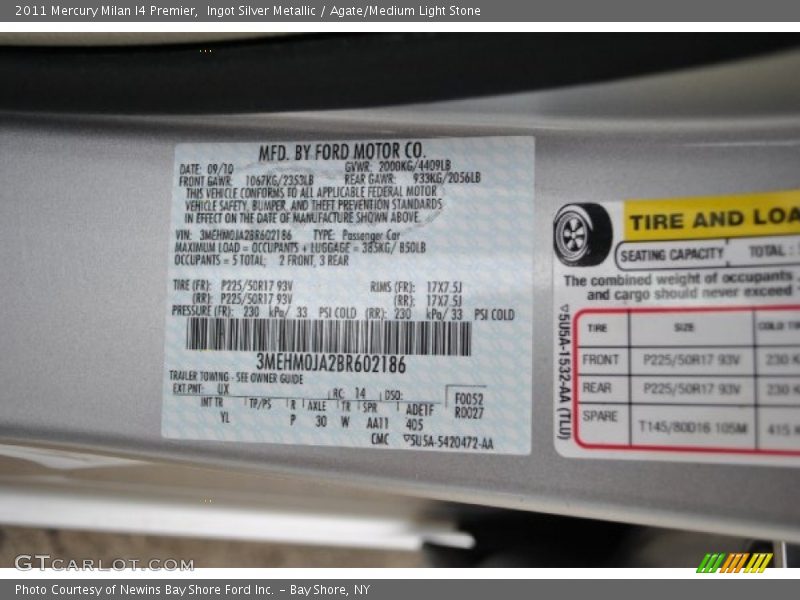 2011 Mercury Milan I4 Premier, Ingot Silver Metallic / Agate/Medium Light Stone
MFD. BY FORD MOTOR CO.
DATE: 09/10 GVWR: 2000KG/4409LB
FRONT GAWR: 1067KG/2353LB REAR GAWR: 933KG/2056LB
THIS VEHICLE CONFORMS TO ALL APPLICABLE FEDERAL MOTOR
VEHICLE SAFETY, BUMPER, AND THEFT PREVENTION STANDARDS
IN EFFECT ON THE DATE OF MANUFACTURE SHOWN ABOVE.
VIN: 3MEHM0JA2BR602186 TYPE: Passenger Car
MAXIMUM LOAD = OCCUPANTS + LUGGAGE = 385KG/ 850LB
OCCUPANTS = 5 TOTAL; 2 FRONT, 3 REAR
TIRE (FR): P225/50R17 93V RIMS (FR): 17X7.5J
(RR): P225/50R17 93V (RR): 17X7.5J
PRESSURE (FR): 230 kPa/ 33 PSI COLD (RR): 230 kPa/ 33 PSI COLD
3MEHM0JA2BR602186
TRAILER TOWING - SEE OWNER GUIDE
EXT PNT: UX RC: 14 DSO: F0052
INT TR TP/PS R AXLE TR SPR ADE1F R0027
YL P 30 W AA11 405
CMC ▽5U5A-5420472-AA
TIRE AND LOA
SEATING CAPACITY TOTAL :
The combined weight of occupants
and cargo should never exceed
▽5U5A-1532-AA (TLU)
TIRE SIZE COLD TIR
FRONT P225/50R17 93V 230 K
REAR P225/50R17 93V 230 K
SPARE T145/80D16 105M 415 K
GTCARLOT.COM
Photo Courtesy of Newins Bay Shore Ford Inc. - Bay Shore, NY